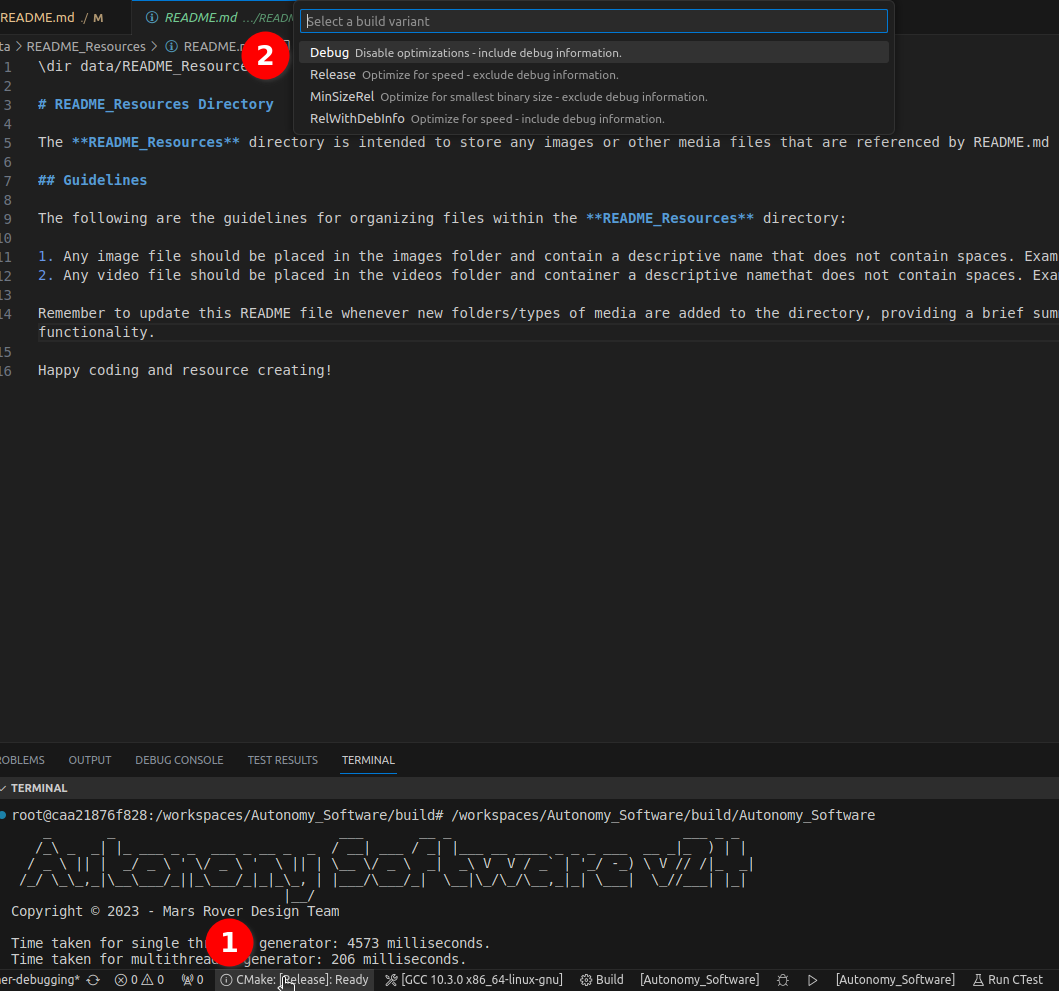 README.md ./ M
README.md .../READM
Select a build variant
ta > README_Resources > README.m
2
Debug Disable optimizations - include debug information.
Release Optimize for speed - exclude debug information.
MinSizeRel Optimize for smallest binary size - exclude debug information.
RelWithDebInfo Optimize for speed - include debug information.
1 \dir data/README_Resource
2
3 # README_Resources Directory
4
5 The **README_Resources** directory is intended to store any images or other media files that are referenced by README.md
6
7 ## Guidelines
8
9 The following are the guidelines for organizing files within the **README_Resources** directory:
10
11 1. Any image file should be placed in the images folder and contain a descriptive name that does not contain spaces. Exam
12 2. Any video file should be placed in the videos folder and container a descriptive namethat does not contain spaces. Exa
13
14 Remember to update this README file whenever new folders/types of media are added to the directory, providing a brief sum
functionality.
15
16 Happy coding and resource creating!
ROBLEMS OUTPUT DEBUG CONSOLE TEST RESULTS TERMINAL
TERMINAL
root@caa21876f828:/workspaces/Autonomy_Software/build# /workspaces/Autonomy_Software/build/Autonomy_Software
Copyright © 2023 - Mars Rover Design Team
1
Time taken for single th generator: 4573 milliseconds.
Time taken for multithread generator: 206 milliseconds.
er-debugging* 0 0 0 CMake: [Release]: Ready [GCC 10.3.0 x86_64-linux-gnu] Build [Autonomy_Software] [Autonomy_Software] Run CTest